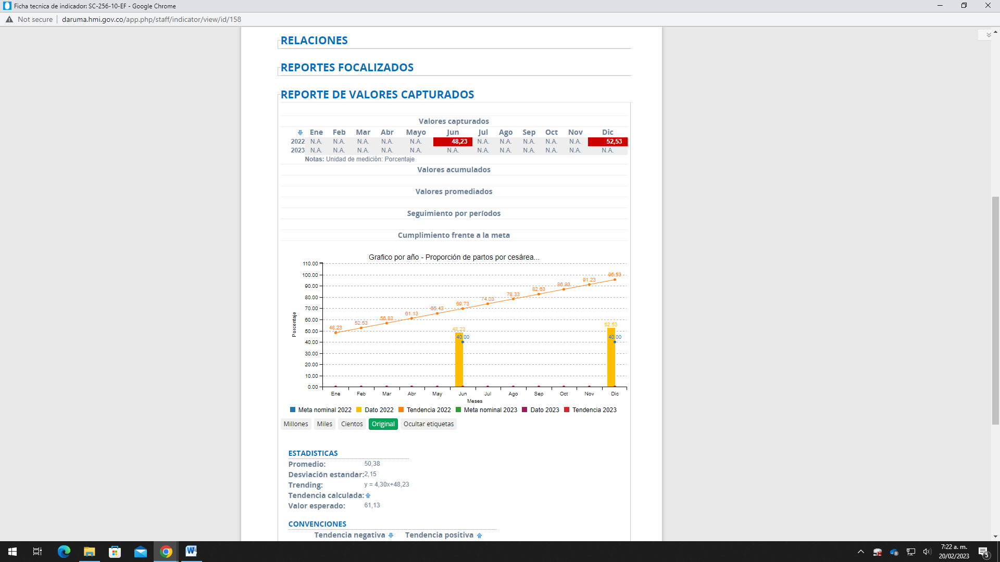 Ficha tecnica de indicador: SC-256-10-EF - Google Chrome
Not secure daruma.hmi.gov.co/app.php/staff/indicator/view/id/158
RELACIONES
REPORTES FOCALIZADOS
REPORTE DE VALORES CAPTURADOS
Valores capturados
Ene Feb Mar Abr Mayo Jun Jul Ago Sep Oct Nov Dic
2022 N.A. N.A. N.A. N.A. N.A. 48,23 N.A. N.A. N.A. N.A. N.A. 52,53
2023 N.A. N.A. N.A. N.A. N.A. N.A. N.A. N.A. N.A. N.A. N.A. N.A.
Notas: Unidad de medición: Porcentaje
Valores acumulados
Valores promediados
Seguimiento por períodos
Cumplimiento frente a la meta
Grafico por año - Proporción de partos por cesárea...
110.00
100.00
90.00
80.00
70.00
60.00
50.00
40.00
30.00
20.00
10.00
0.00
Porcentaje
48.23 52.53 56.83 61.13 65.43 69.73 74.03 78.33 82.63 86.93 91.23 95.53
48.23 52.53
40.00 40.00
Ene Feb Mar Abr May Jun Jul Ago Sep Oct Nov Dic
Meses
Meta nominal 2022 Dato 2022 Tendencia 2022 Meta nominal 2023 Dato 2023 Tendencia 2023
Millones Miles Cientos Original Ocultar etiquetas
ESTADISTICAS
Promedio: 50,38
Desviación estandar: 2,15
Trending: y = 4,30x+48,23
Tendencia calculada:
Valor esperado: 61,13
CONVENCIONES
Tendencia negativa Tendencia positiva
7:22 a. m.
20/02/2023
5